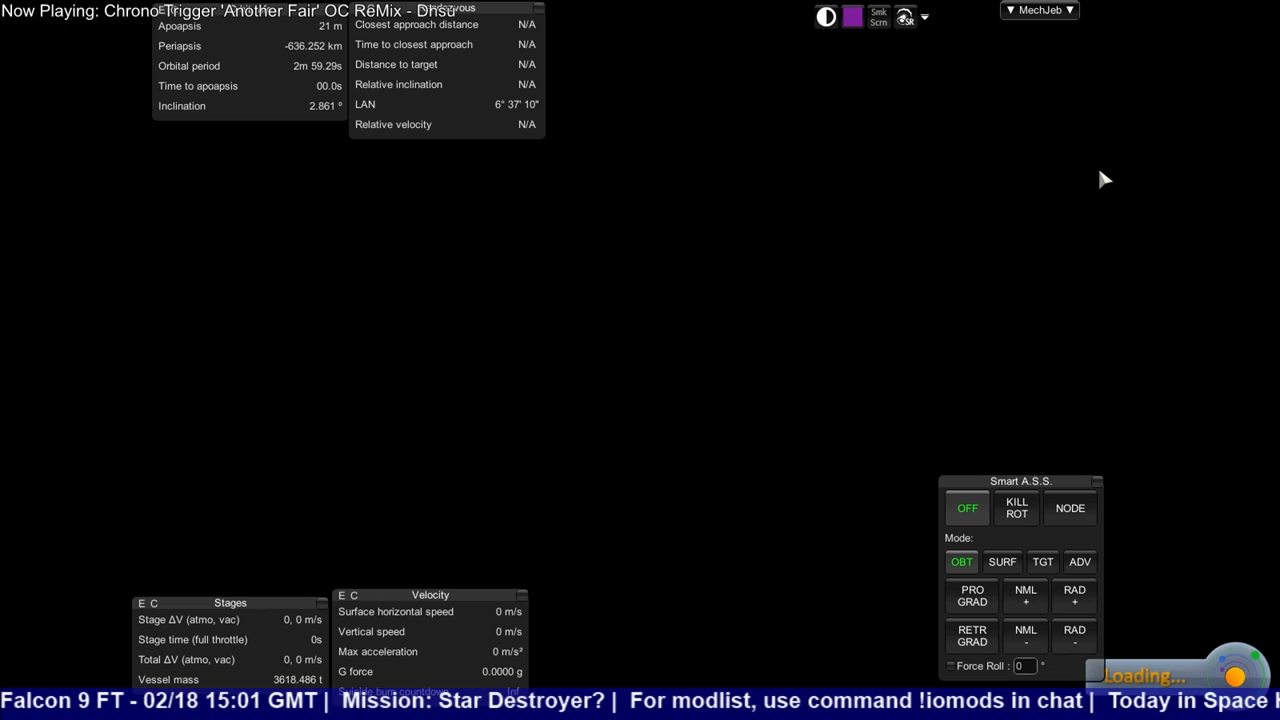 Now Playing: Chrono Trigger 'Another Fair' OC ReMix - Dhsu
Apoapsis 21 m
Periapsis -636.252 km
Orbital period 2m 59.29s
Time to apoapsis 00.0s
Inclination 2.861 º
Closest approach distance N/A
Time to closest approach N/A
Distance to target N/A
Relative inclination N/A
LAN 6° 37' 10"
Relative velocity N/A
Smk
Scrn
SR
▼ MechJeb ▼
Smart A.S.S.
OFF KILL ROT NODE
Mode:
OBT SURF TGT ADV
PRO GRAD NML + RAD +
RETR GRAD NML - RAD -
Force Roll : 0 °
E C Stages
Stage ΔV (atmo, vac) 0, 0 m/s
Stage time (full throttle) 0s
Total ΔV (atmo, vac) 0, 0 m/s
Vessel mass 3618.486 t
E C Velocity
Surface horizontal speed 0 m/s
Vertical speed 0 m/s
Max acceleration 0 m/s²
G force 0.0000 g
Suicide burn countdown Inf
Loading...
Falcon 9 FT - 02/18 15:01 GMT | Mission: Star Destroyer? | For modlist, use command !iomods in chat | Today in Space